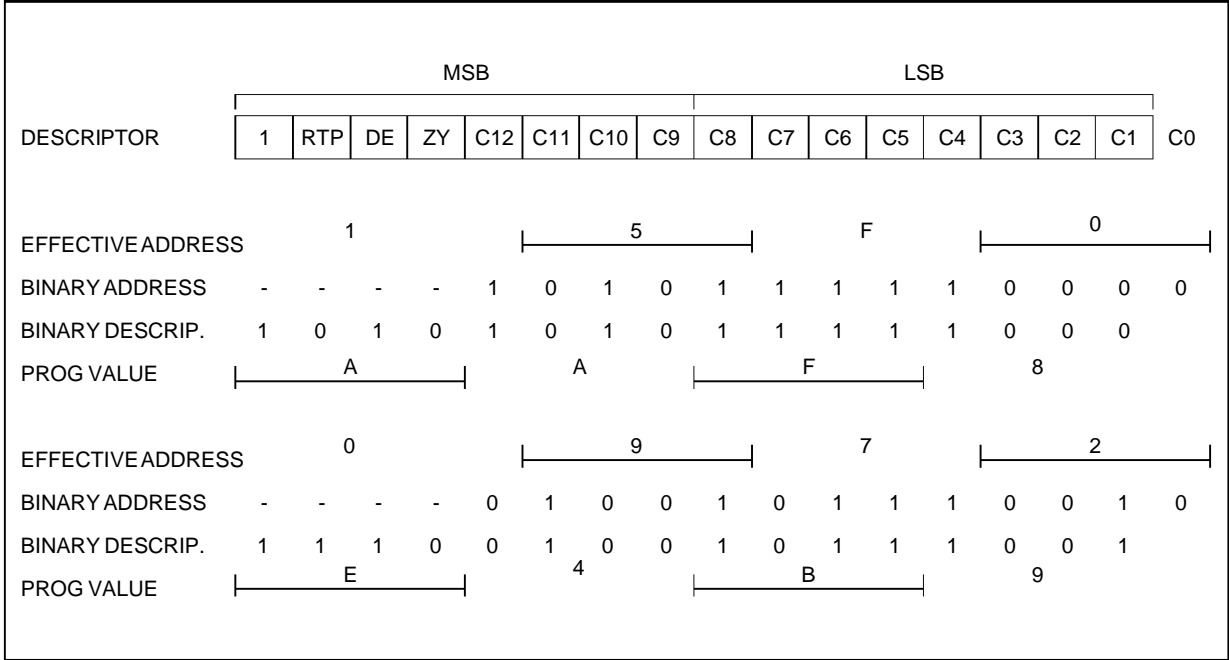 MSB LSB
DESCRIPTOR 1 RTP DE ZY C12 C11 C10 C9 C8 C7 C6 C5 C4 C3 C2 C1 C0
EFFECTIVE ADDRESS 1 5 F 0
BINARY ADDRESS - - - - 1 0 1 0 1 1 1 1 1 0 0 0 0
BINARY DESCRIP. 1 0 1 0 1 0 1 0 1 1 1 1 1 0 0 0
PROG VALUE A A F 8
EFFECTIVE ADDRESS 0 9 7 2
BINARY ADDRESS - - - - 0 1 0 0 1 0 1 1 1 0 0 1 0
BINARY DESCRIP. 1 1 1 0 0 1 0 0 1 0 1 1 1 0 0 1
PROG VALUE E 4 B 9